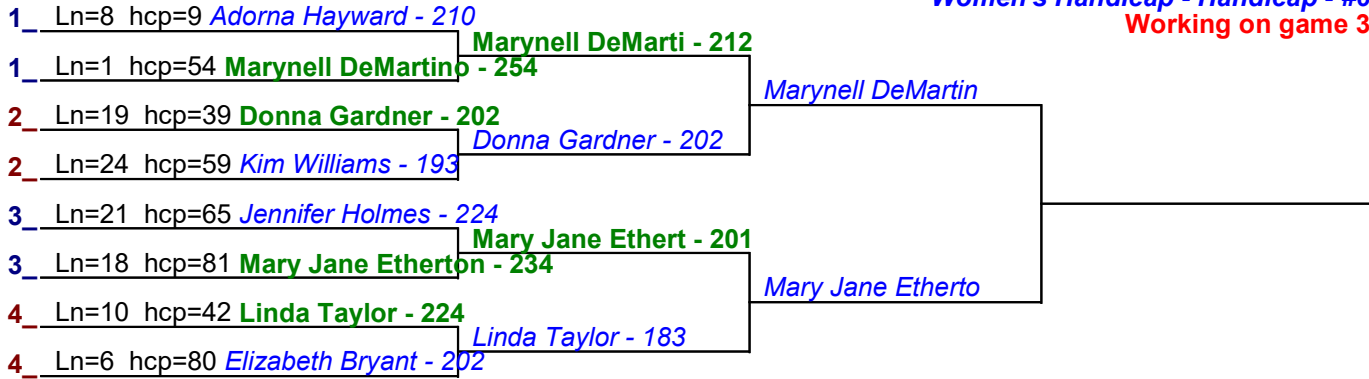 Women's Handicap - Handicap - #
Working on game 3
1_ Ln=8 hcp=9 Adorna Hayward - 210
Marynell DeMarti - 212
1_ Ln=1 hcp=54 Marynell DeMartino - 254
Marynell DeMartin
2_ Ln=19 hcp=39 Donna Gardner - 202
Donna Gardner - 202
2_ Ln=24 hcp=59 Kim Williams - 193
3_ Ln=21 hcp=65 Jennifer Holmes - 224
Mary Jane Ethert - 201
3_ Ln=18 hcp=81 Mary Jane Etherton - 234
Mary Jane Etherto
4_ Ln=10 hcp=42 Linda Taylor - 224
Linda Taylor - 183
4_ Ln=6 hcp=80 Elizabeth Bryant - 202